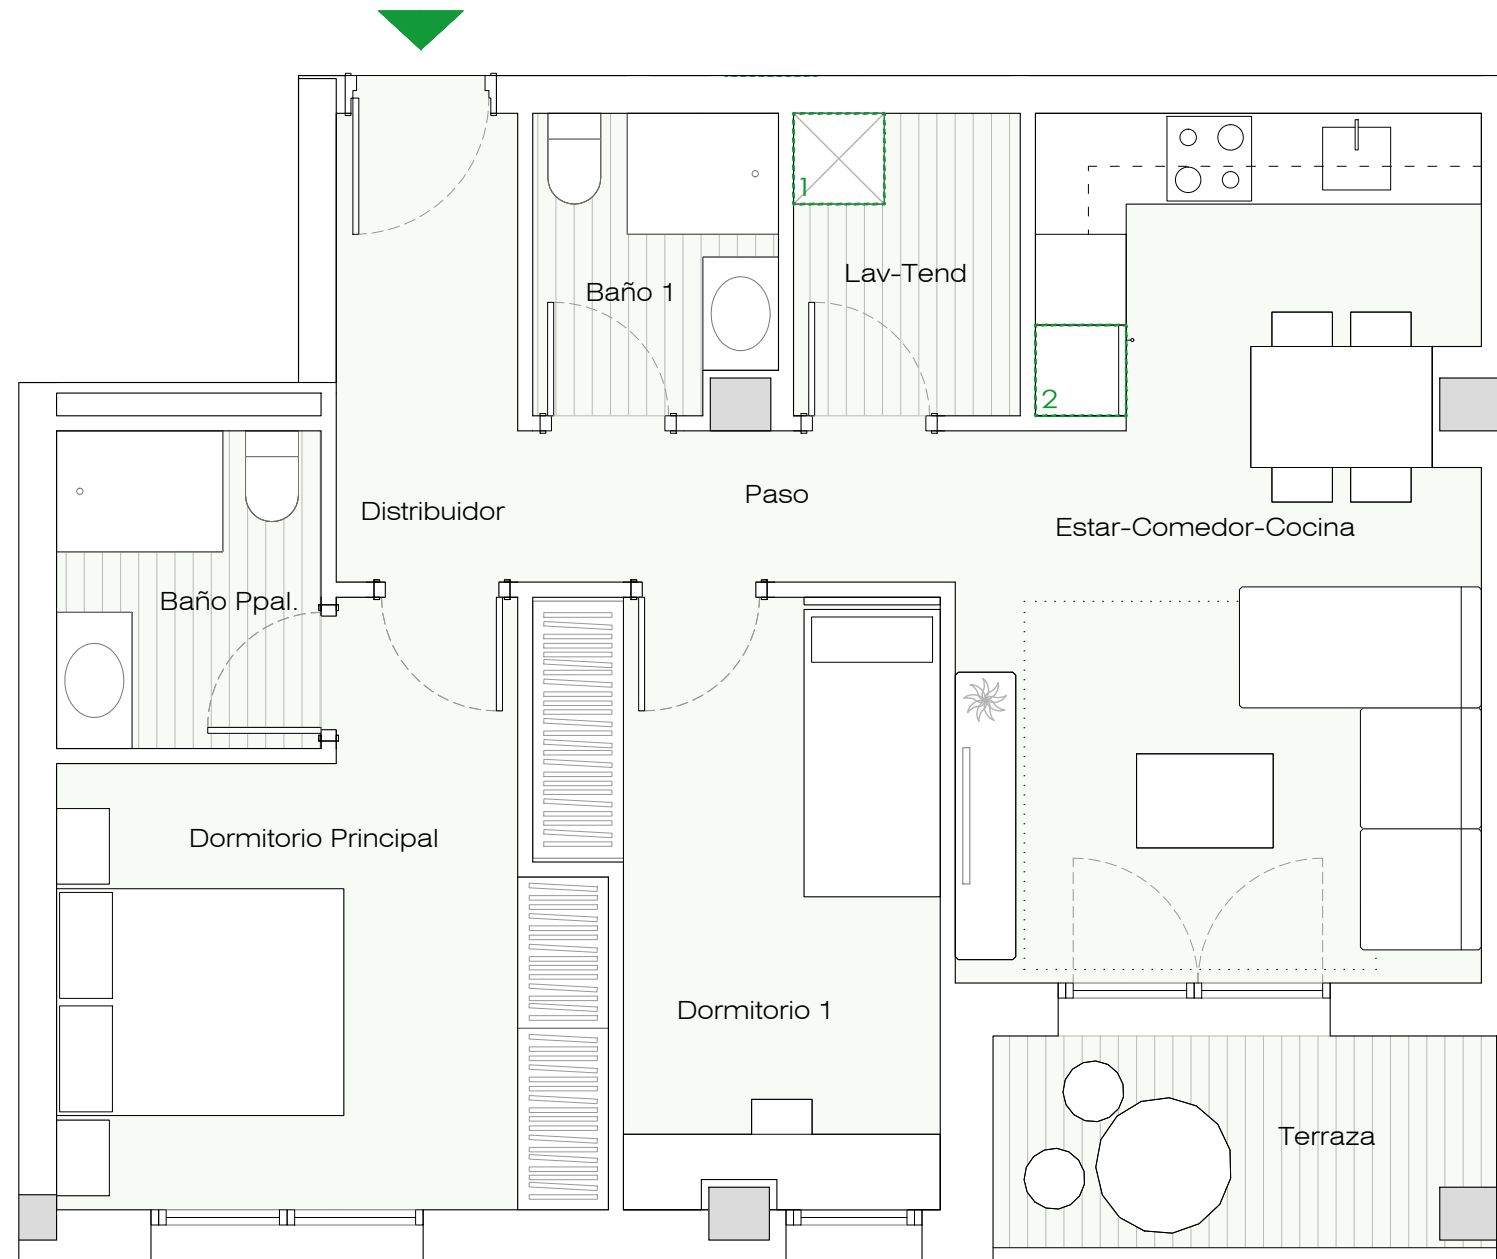 1
Lav-Tend
Baño 1
2
Paso
Distribuidor
Estar-Comedor-Cocina
Baño Ppal.
Dormitorio Principal
Dormitorio 1
Terraza